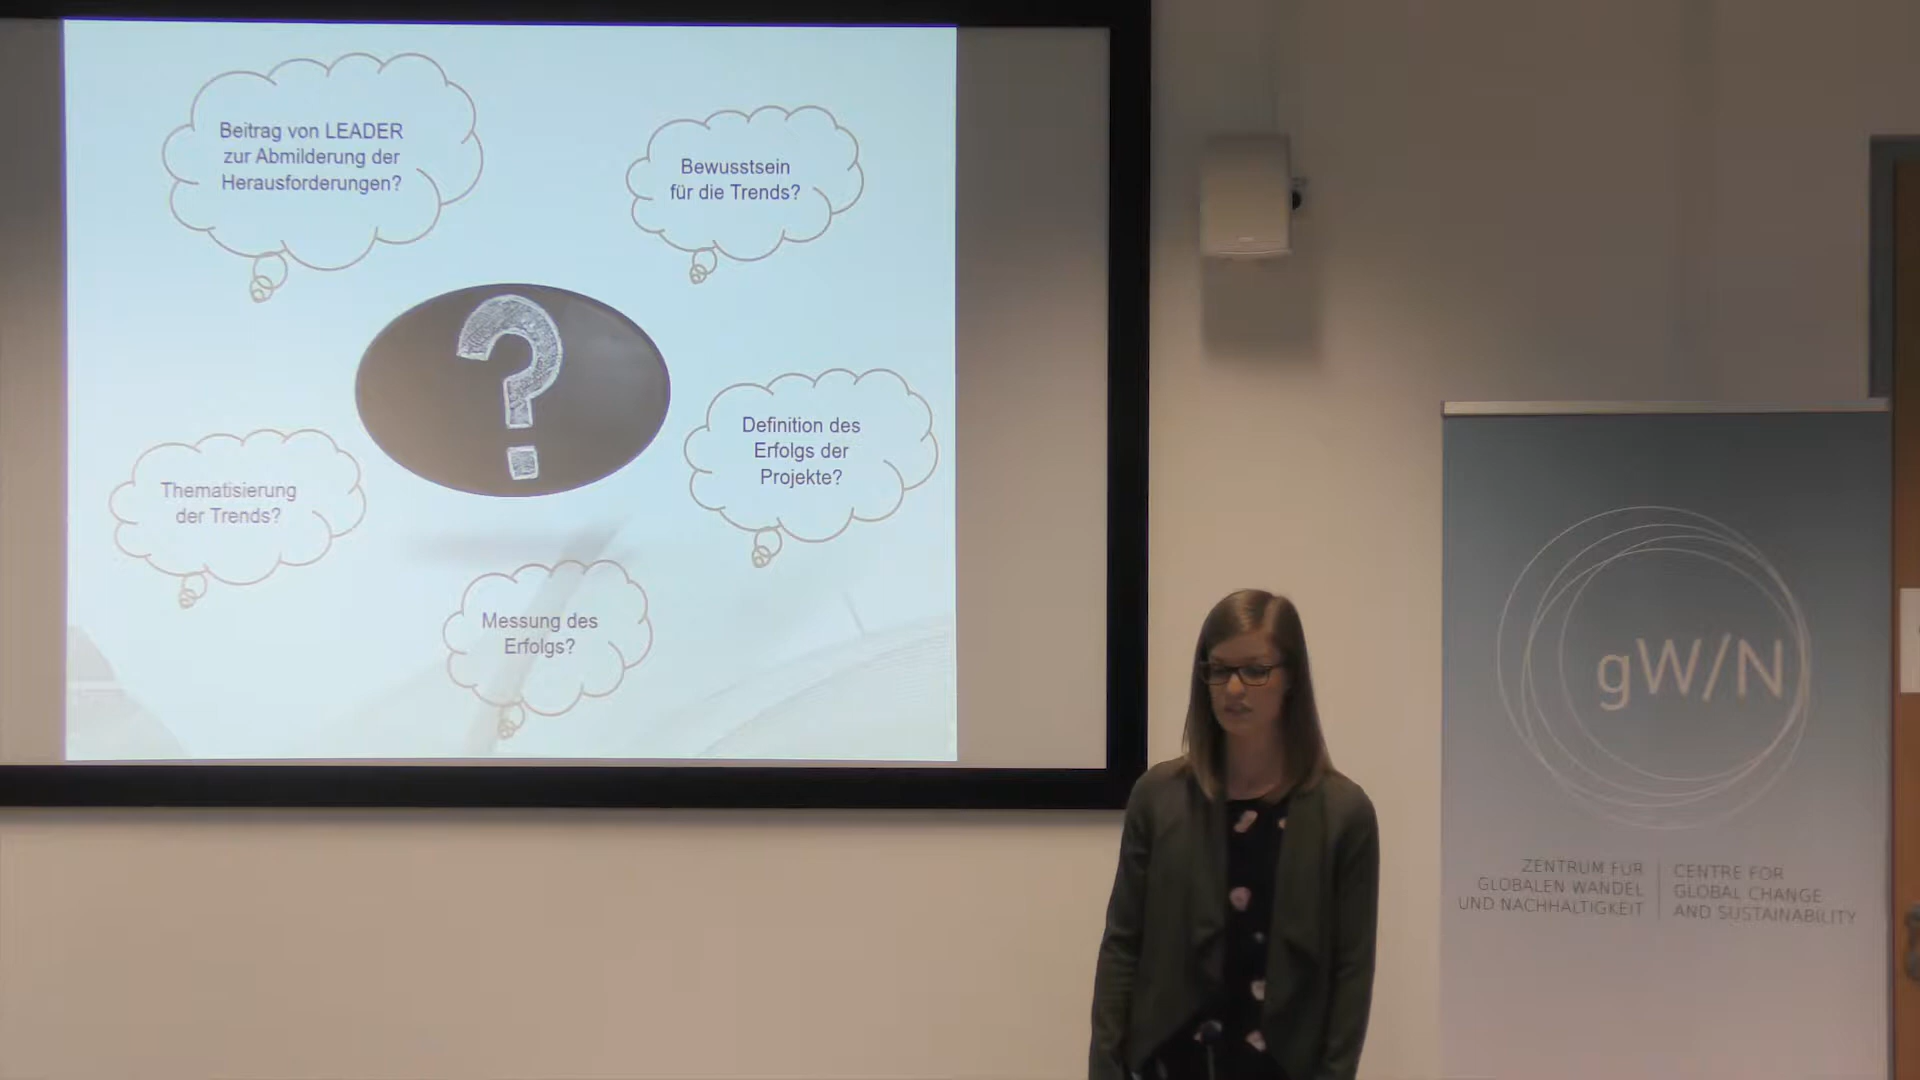 Beitrag von LEADER
zur Abmilderung der
Herausforderungen?
Bewusstsein
für die Trends?
Definition des
Erfolgs der
Projekte?
Thematisierung
der Trends?
Messung des
Erfolgs?
gW/N
ZENTRUM FÜR
GLOBALEN WANDEL
UND NACHHALTIGKEIT
CENTRE FOR
GLOBAL CHANGE
AND SUSTAINABILITY